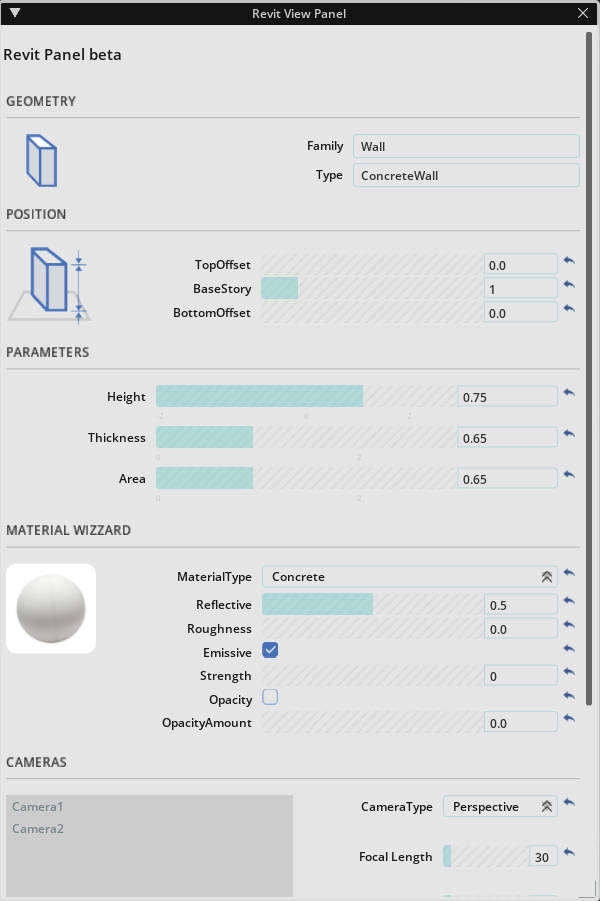 Revit View Panel
Revit Panel beta
GEOMETRY
Family Wall
Type ConcreteWall
POSITION
TopOffset 0.0
BaseStory 1
BottomOffset 0.0
PARAMETERS
Height 0.75
-2 0 2
Thickness 0.65
0 2
Area 0.65
0 2
MATERIAL WIZZARD
MaterialType Concrete
Reflective 0.5
Roughness 0.0
Emissive
Strength 0
Opacity
OpacityAmount 0.0
CAMERAS
Camera1
Camera2
CameraType Perspective
Focal Length 30